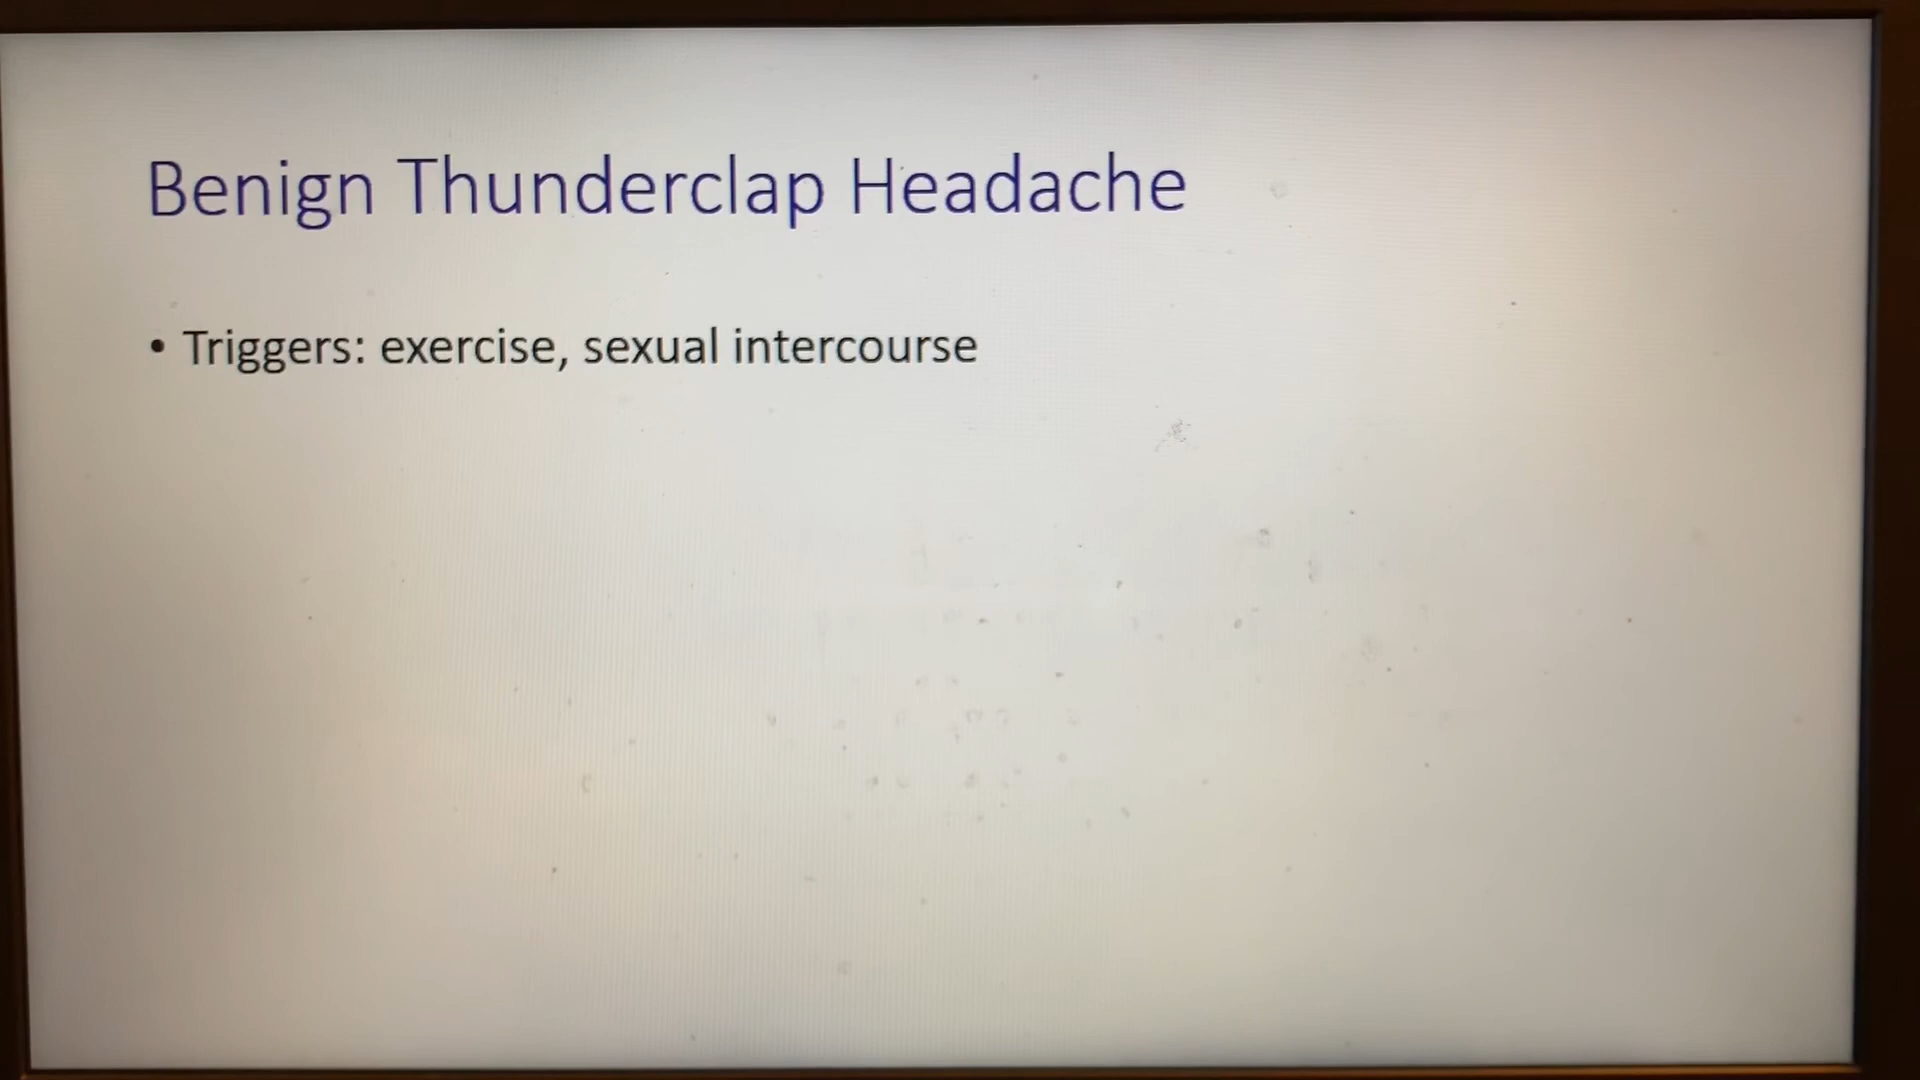 Benign Thunderclap Headache
• Triggers: exercise, sexual intercourse